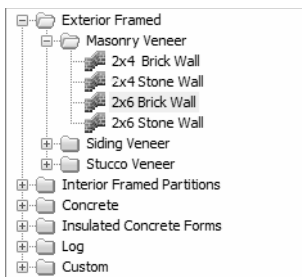 Exterior Framed
Masonry Veneer
2x4 Brick Wall
2x4 Stone Wall
2x6 Brick Wall
2x6 Stone Wall
Siding Veneer
Stucco Veneer
Interior Framed Partitions
Concrete
Insulated Concrete Forms
Log
Custom